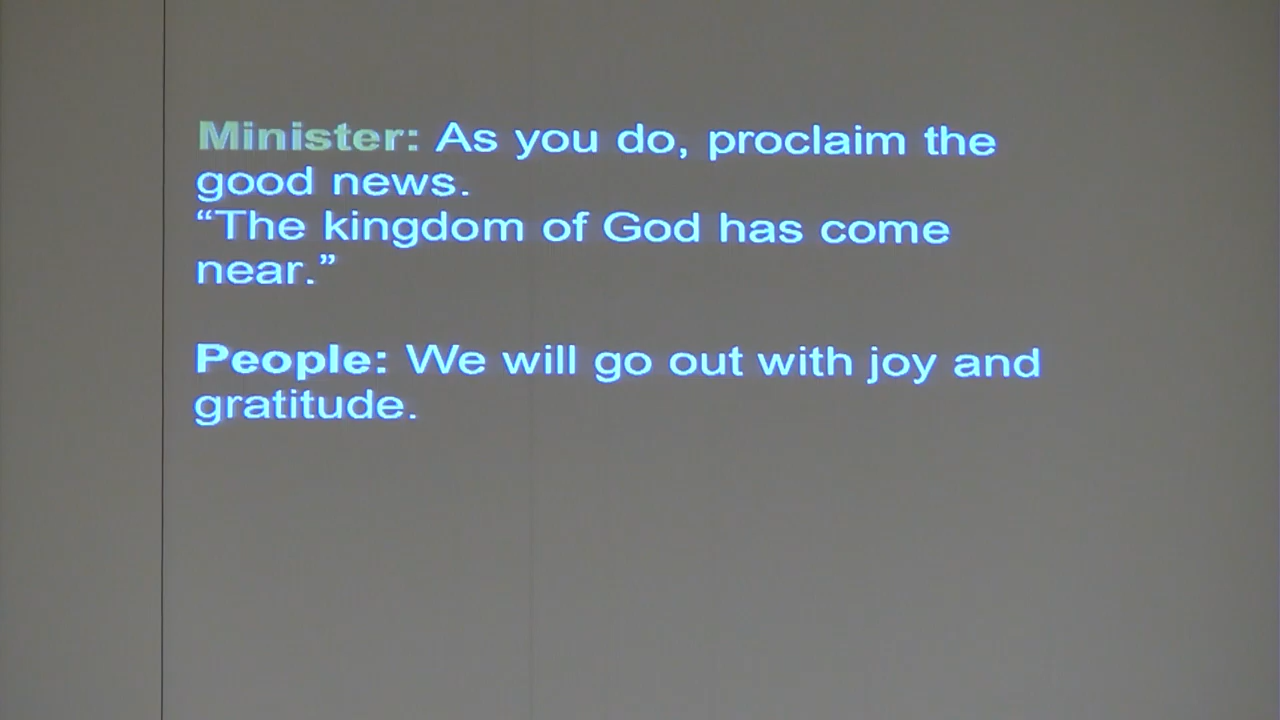 Minister: As you do, proclaim the
good news.
“The kingdom of God has come
near.”
People: We will go out with joy and
gratitude.